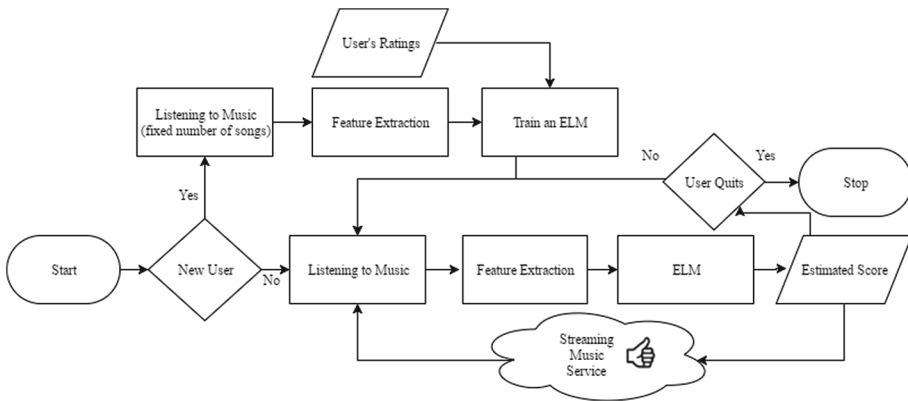 User's Ratings
Listening to Music
(fixed number of songs)
Feature Extraction
Train an ELM
No
Yes
User Quits
Stop
Yes
Start
New User
No
Listening to Music
Feature Extraction
ELM
Estimated Score
Streaming
Music
Service